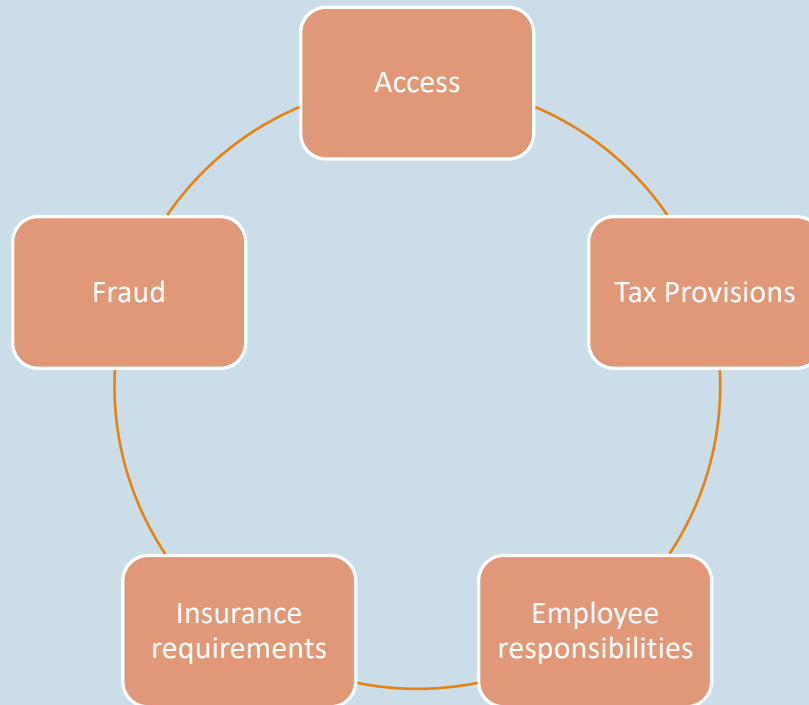 Access
Fraud
Tax Provisions
Insurance
requirements
Employee
responsibilities